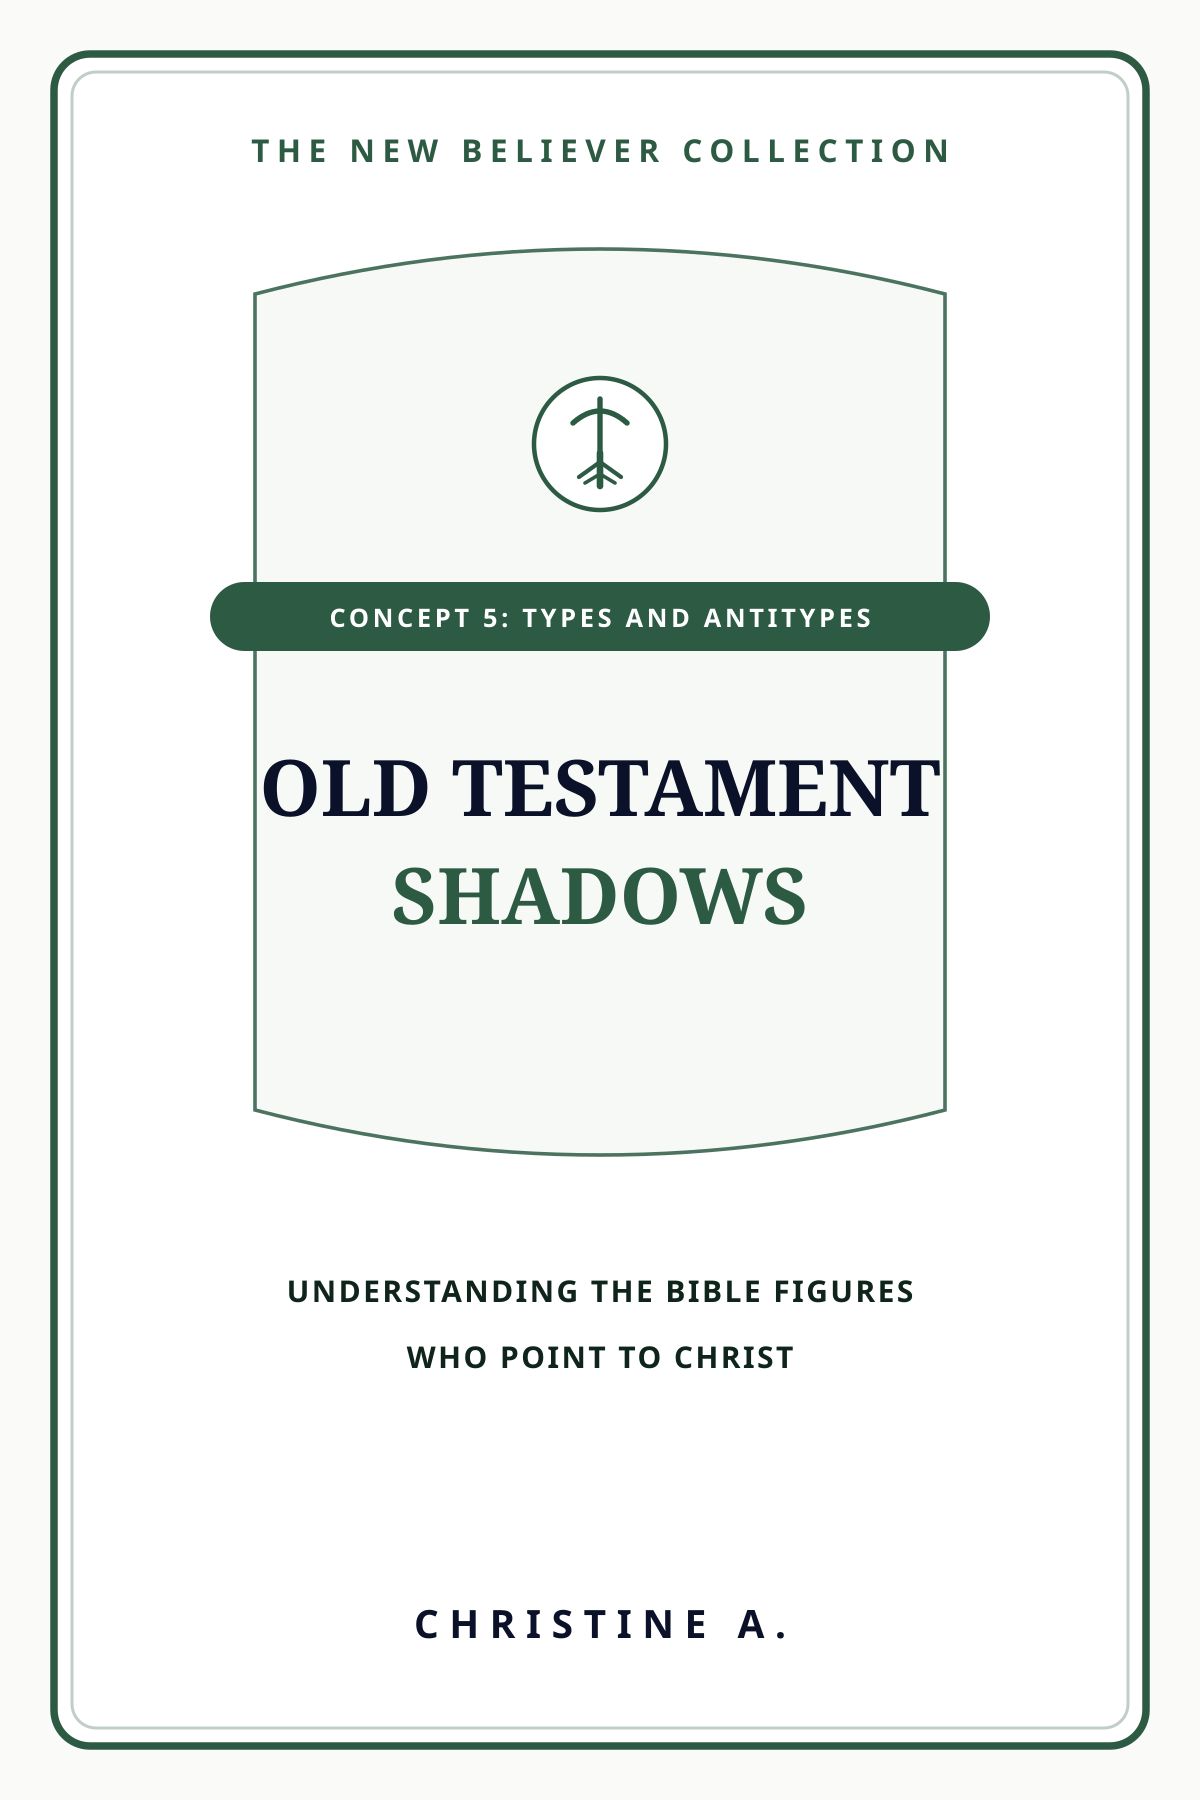 THE NEW BELIEVER COLLECTION
CONCEPT 5: TYPES AND ANTITYPES
OLD TESTAMENT
SHADOWS
UNDERSTANDING THE BIBLE FIGURES
WHO POINT TO CHRIST
CHRISTINE A.